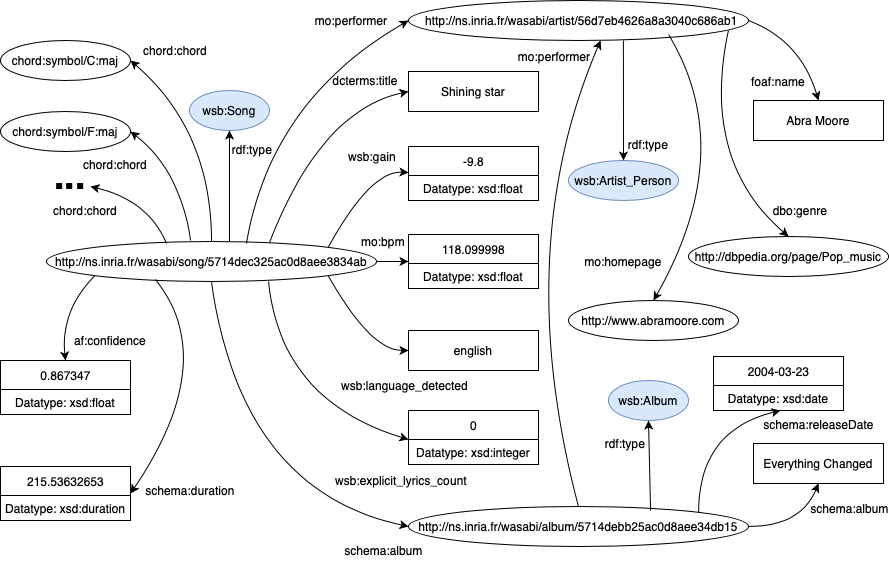 mo:performer
http://ns.inria.fr/wasabi/artist/56d7eb4626a8a3040c686ab1
chord:chord
chord:symbol/C:maj
mo:performer
foaf:name
dcterms:title
Shining star
wsb:Song
Abra Moore
chord:symbol/F:maj
rdf:type
wsb:gain
rdf:type
-9.8
Datatype: xsd:float
chord:chord
wsb:Artist_Person
chord:chord
dbo:genre
mo:bpm
118.099998
Datatype: xsd:float
http://ns.inria.fr/wasabi/song/5714dec325ac0d8aee3834ab
mo:homepage
http://dbpedia.org/page/Pop_music
http://www.abramoore.com
af:confidence
english
0.867347
Datatype: xsd:float
wsb:language_detected
wsb:Album
2004-03-23
Datatype: xsd:date
0
Datatype: xsd:integer
schema:releaseDate
rdf:type
Everything Changed
215.53632653
Datatype: xsd:duration
schema:duration
wsb:explicit_lyrics_count
schema:album
http://ns.inria.fr/wasabi/album/5714debb25ac0d8aee34db15
schema:album